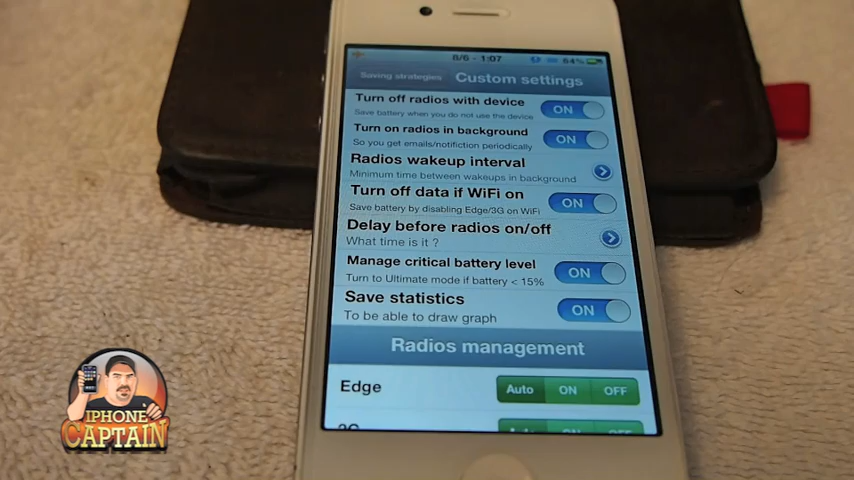 8/6 - 1:07
64%
Saving strategies
Custom settings
Turn off radios with device
ON
Save battery when you do not use the device
Turn on radios in background
ON
So you get emails/notifiction periodically
Radios wakeup interval
Minimum time between wakeups in background
Turn off data if WiFi on
ON
Save battery by disabling Edge/3G on WiFi
Delay before radios on/off
What time is it ?
Manage critical battery level
ON
Turn to Ultimate mode if battery < 15%
Save statistics
ON
To be able to draw graph
Radios management
Edge
Auto
ON
OFF
IPHONE
CAPTAIN